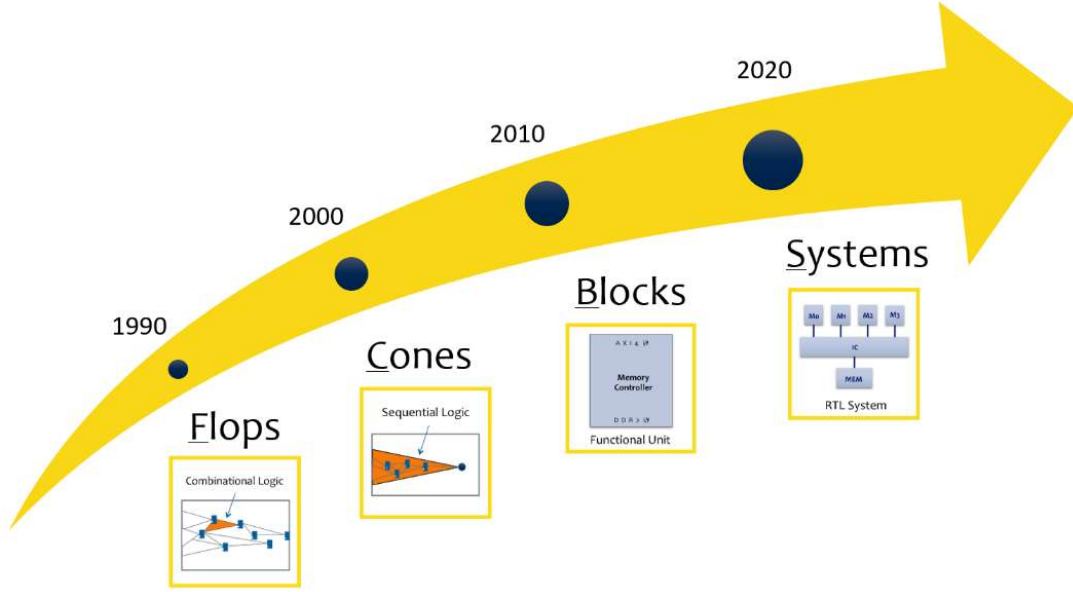 1990
Flops
Combinational Logic
2000
Cones
Sequential Logic
2010
Blocks
Memory
Controller
Functional Unit
2020
Systems
M0
M1
M2
M3
IC
MEM
RTL System